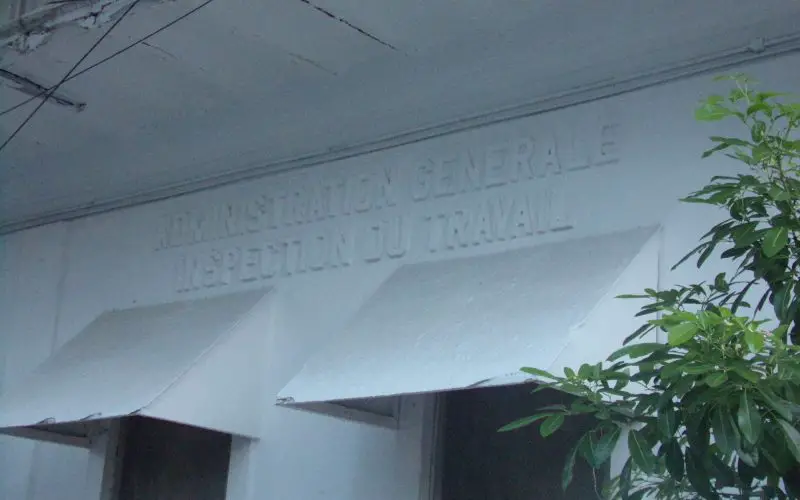 ADMINISTRATION GENERALE
INSPECTION DU TRAVAIL